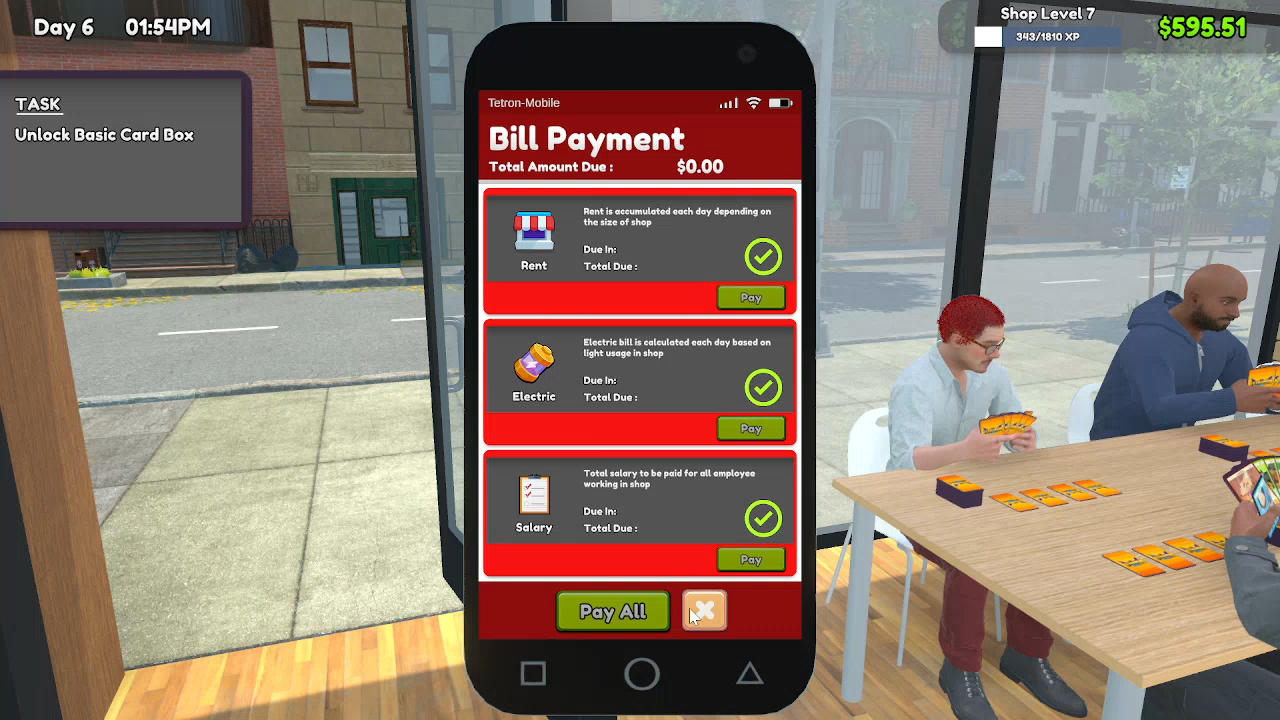 Day 6 01:54PM
Shop Level 7
343/1810 XP
$595.51
TASK
Unlock Basic Card Box
Tetron-Mobile
Bill Payment
Total Amount Due : $0.00
Rent is accumulated each day depending on
the size of shop
Due In:
Total Due :
Rent
Pay
Electric bill is calculated each day based on
light usage in shop
Due In:
Total Due :
Electric
Pay
Total salary to be paid for all employee
working in shop
Due In:
Total Due :
Salary
Pay
Pay All